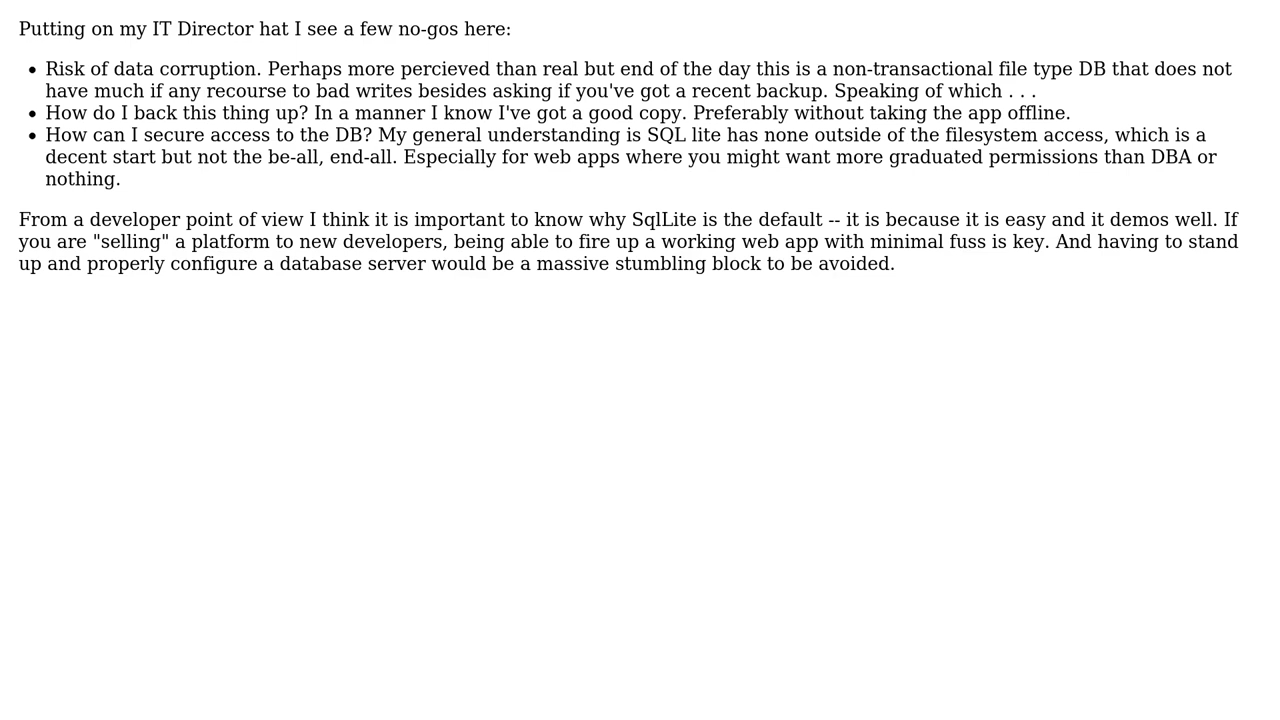 Putting on my IT Director hat I see a few no-gos here:
• Risk of data corruption. Perhaps more percieved than real but end of the day this is a non-transactional file type DB that does not
have much if any recourse to bad writes besides asking if you've got a recent backup. Speaking of which . . .
• How do I back this thing up? In a manner I know I've got a good copy. Preferably without taking the app offline.
• How can I secure access to the DB? My general understanding is SQL lite has none outside of the filesystem access, which is a
decent start but not the be-all, end-all. Especially for web apps where you might want more graduated permissions than DBA or
nothing.
From a developer point of view I think it is important to know why SqlLite is the default -- it is because it is easy and it demos well. If
you are "selling" a platform to new developers, being able to fire up a working web app with minimal fuss is key. And having to stand
up and properly configure a database server would be a massive stumbling block to be avoided.